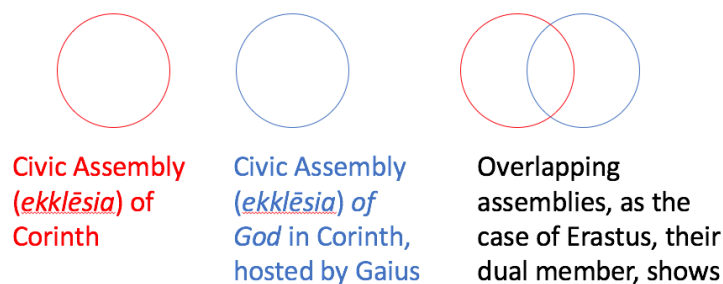 Civic Assembly
(ekklēsia) of
Corinth
Civic Assembly
(ekklēsia) of
God in Corinth,
hosted by Gaius
Overlapping
assemblies, as the
case of Erastus, their
dual member, shows